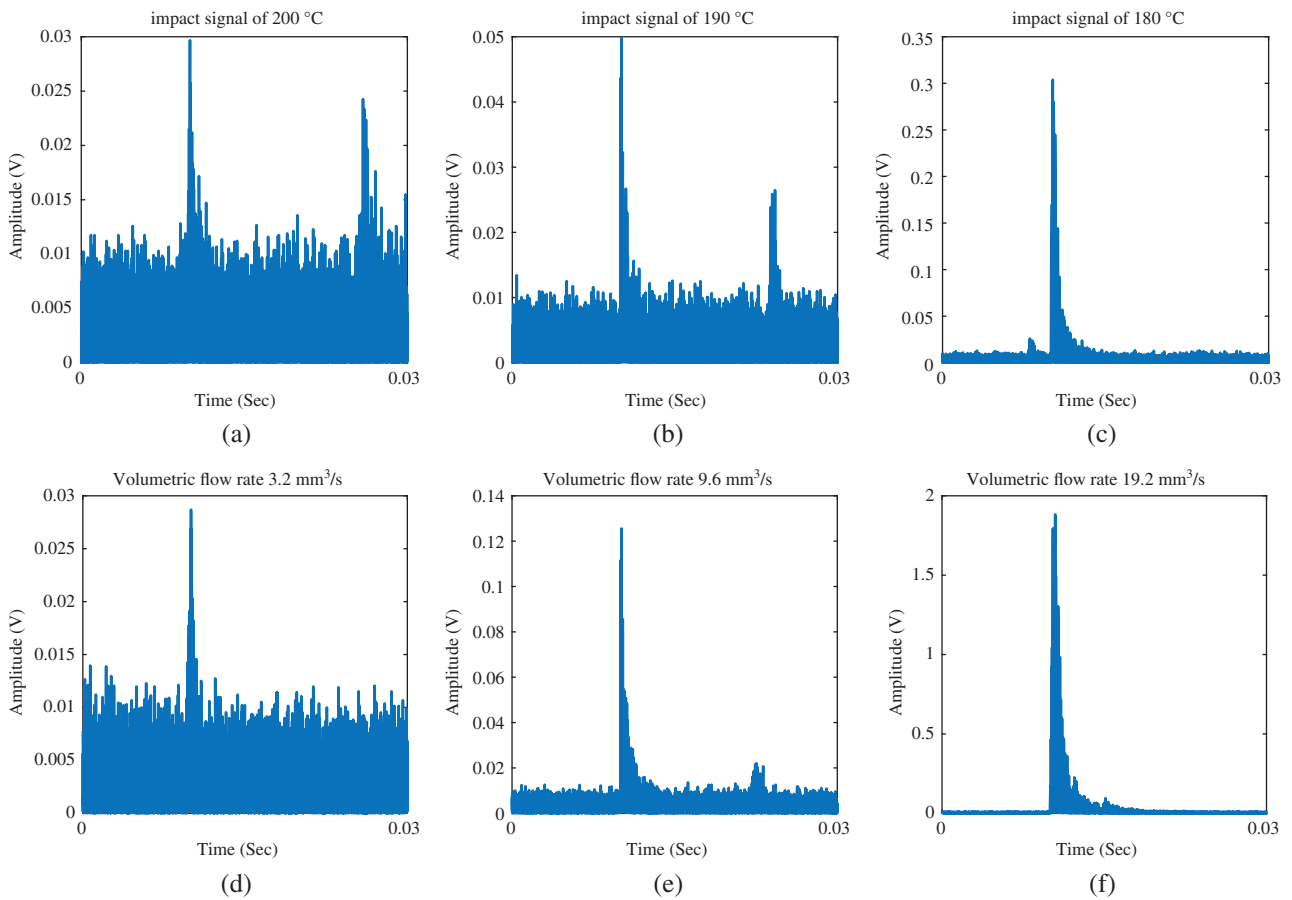 impact signal of 200 °C
0.03
0.025
0.02
0.015
0.01
0.005
0
Amplitude (V)
0
0.03
Time (Sec)
(a)
impact signal of 190 °C
0.05
0.04
0.03
0.02
0.01
0
Amplitude (V)
0
0.03
Time (Sec)
(b)
impact signal of 180 °C
0.35
0.3
0.25
0.2
0.15
0.1
0.05
0
Amplitude (V)
0
0.03
Time (Sec)
(c)
Volumetric flow rate 3.2 mm³/s
0.03
0.025
0.02
0.015
0.01
0.005
0
Amplitude (V)
0
0.03
Time (Sec)
(d)
Volumetric flow rate 9.6 mm³/s
0.14
0.12
0.1
0.08
0.06
0.04
0.02
0
Amplitude (V)
0
0.03
Time (Sec)
(e)
Volumetric flow rate 19.2 mm³/s
2
1.5
1
0.5
0
Amplitude (V)
0
0.03
Time (Sec)
(f)